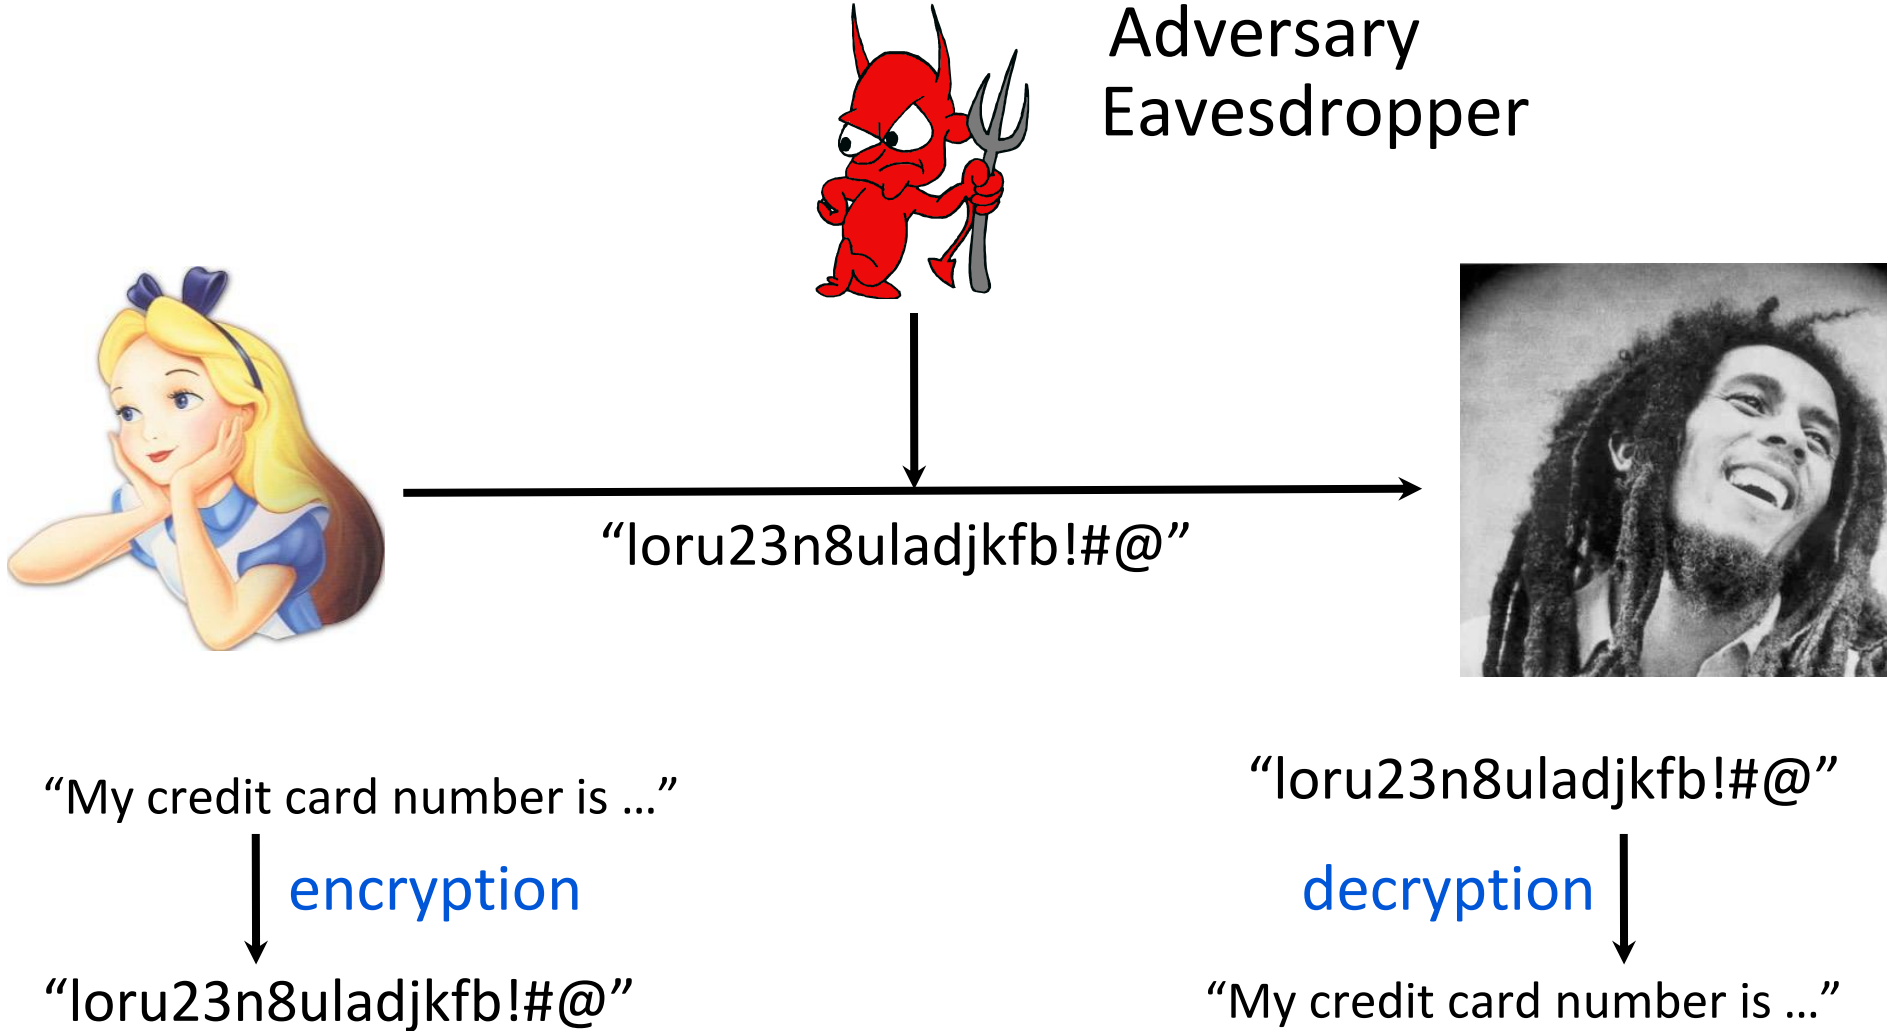 Adversary
Eavesdropper
“loru23n8uladjkfb!#@”
“My credit card number is …”
encryption
“loru23n8uladjkfb!#@”
“loru23n8uladjkfb!#@”
decryption
“My credit card number is …”